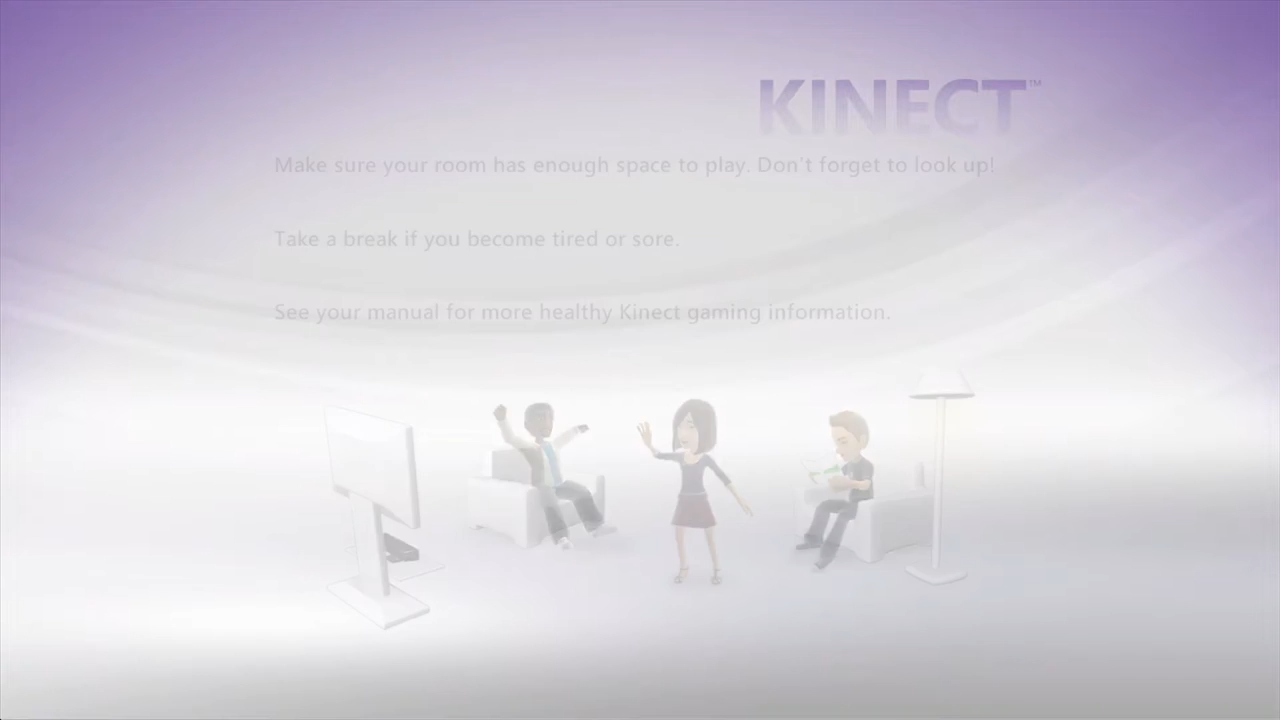 KINECT™
Make sure your room has enough space to play. Don't forget to look up!
Take a break if you become tired or sore.
See your manual for more healthy Kinect gaming information.